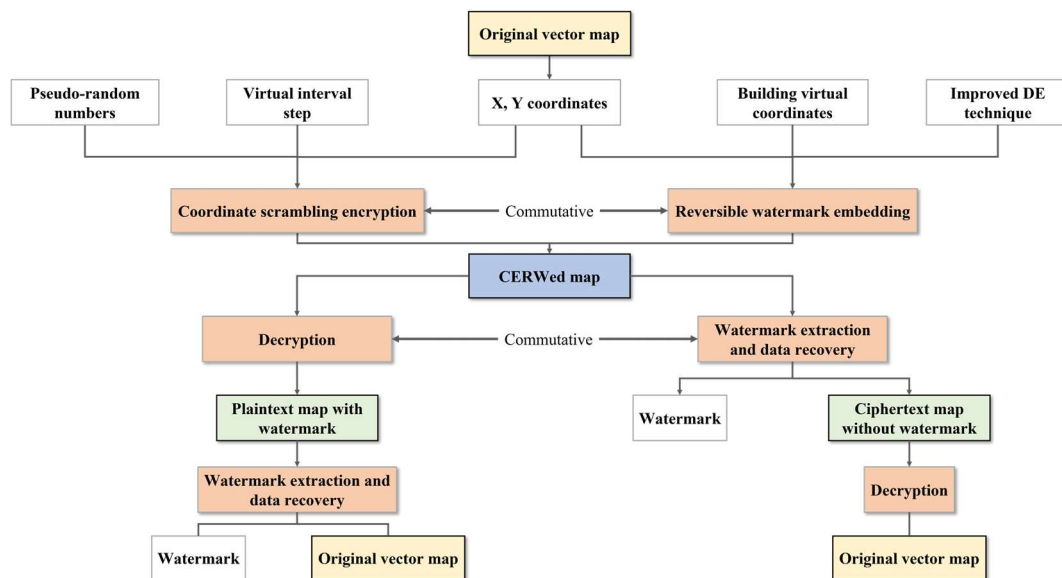 Original vector map
Pseudo-random
numbers
Virtual interval
step
X, Y coordinates
Building virtual
coordinates
Improved DE
technique
Coordinate scrambling encryption
Commutative
Reversible watermark embedding
CERWed map
Decryption
Commutative
Watermark extraction
and data recovery
Plaintext map with
watermark
Watermark
Ciphertext map
without watermark
Watermark extraction and
data recovery
Decryption
Watermark
Original vector map
Original vector map